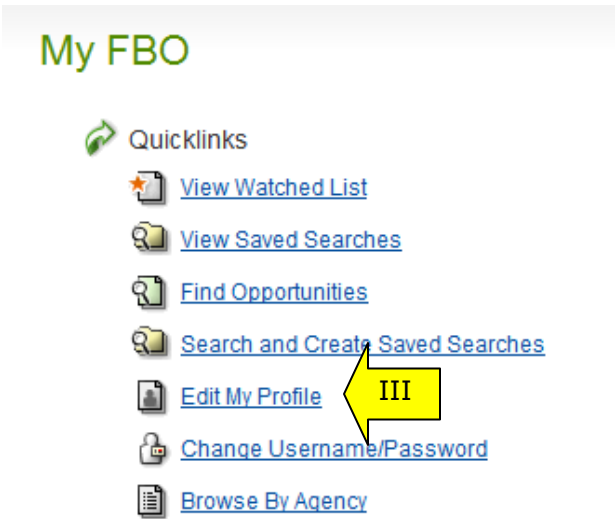 My FBO
Quicklinks
View Watched List
View Saved Searches
Find Opportunities
Search and Create Saved Searches
Edit My Profile III
Change Username/Password
Browse By Agency